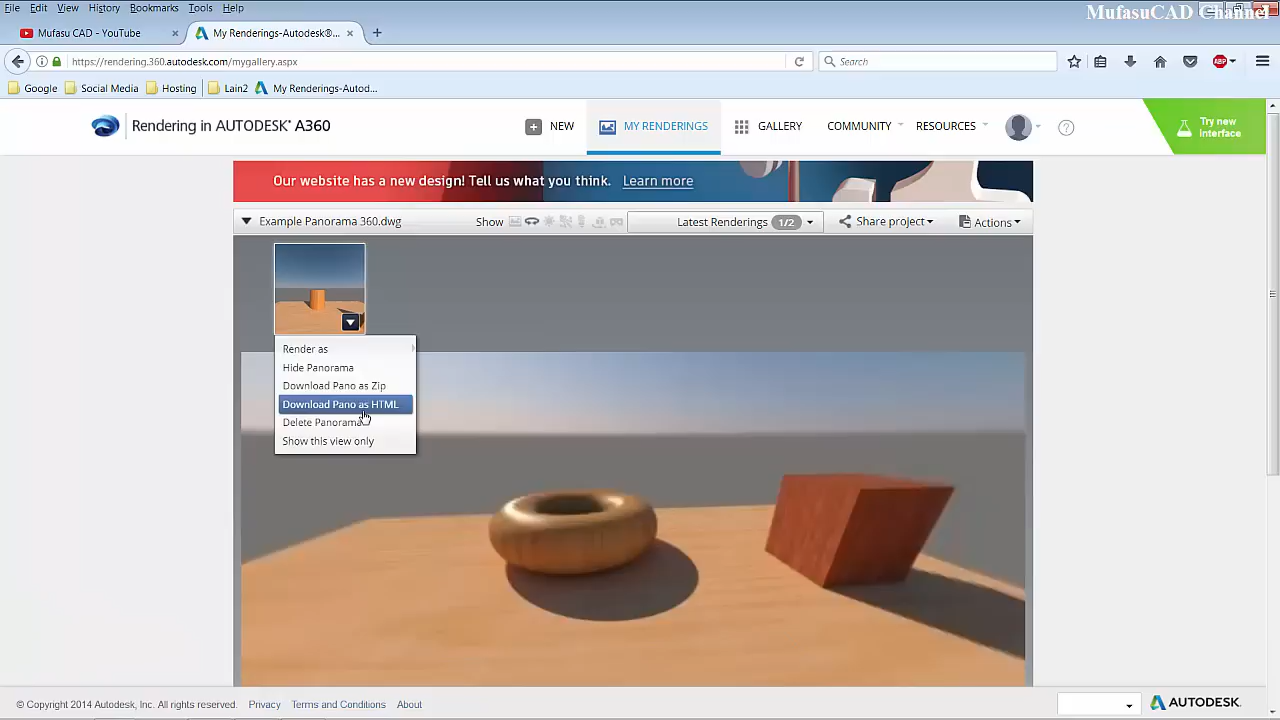 File Edit View History Bookmarks Tools Help
MufasuCAD Channel
Mufasu CAD - YouTube × My Renderings-Autodesk®... × +
https://rendering.360.autodesk.com/mygallery.aspx
Search
ABP
Google Social Media Hosting Lain2 My Renderings-Autod...
Rendering in AUTODESK® A360
NEW MY RENDERINGS GALLERY COMMUNITY RESOURCES ?
Try new
interface
Our website has a new design! Tell us what you think. Learn more
Example Panorama 360.dwg Show Latest Renderings 1/2 Share project Actions
Render as
Hide Panorama
Download Pano as Zip
Download Pano as HTML
Delete Panorama
Show this view only
© Copyright 2014 Autodesk, Inc. All rights reserved. Privacy Terms and Conditions About
AUTODESK.